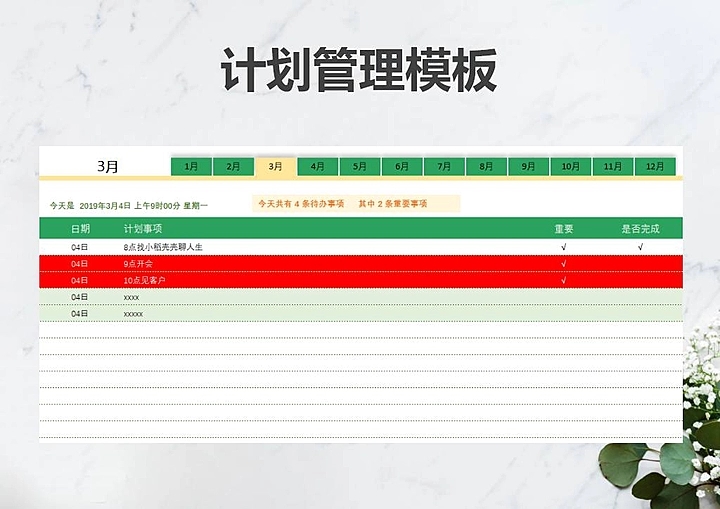 计划管理模板
3月 1月 2月 3月 4月 5月 6月 7月 8月 9月 10月 11月 12月
今天是 2019年3月4日 上午9时00分 星期一 今天共有 4 条待办事项 其中 2 条重要事项
日期 计划事项 重要 是否完成
04日 8点找小稻壳壳聊人生 √ √
04日 9点开会 √
04日 10点见客户 √
04日 xxxx
04日 xxxxx